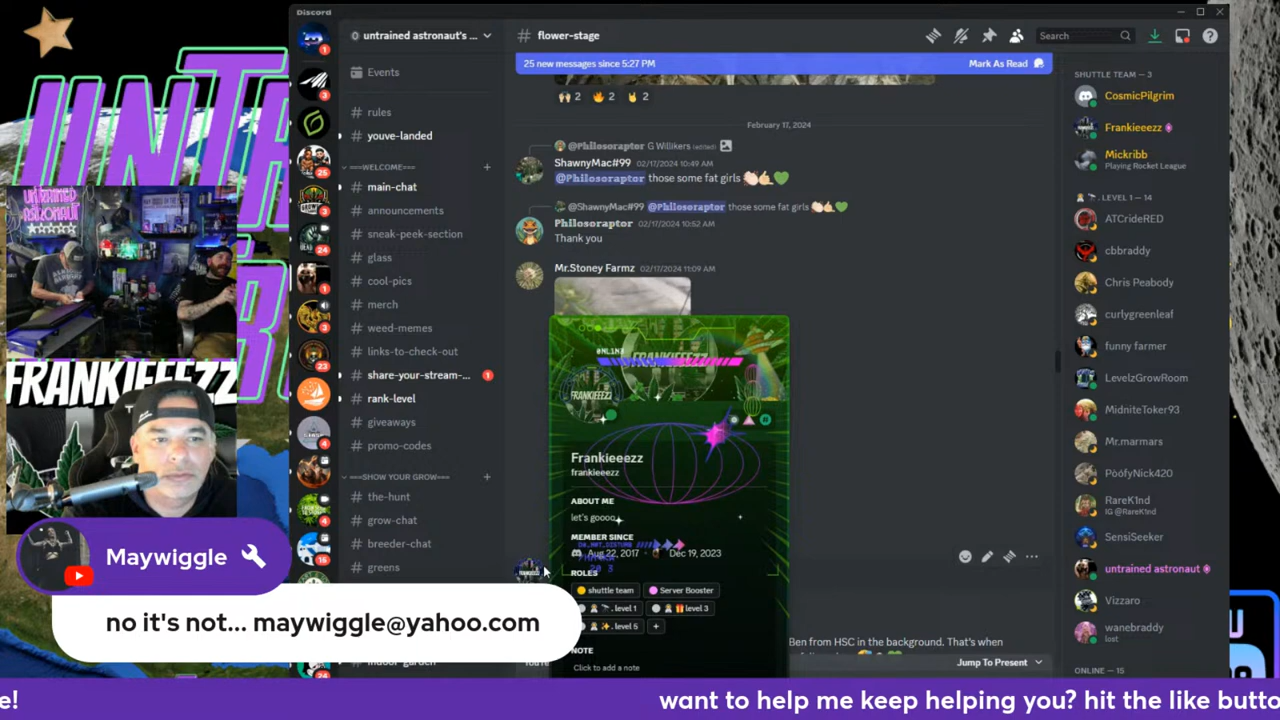 Discord
untrained astronaut's ...
# flower-stage
Search
Events
25 new messages since 5:27 PM
Mark As Read
rules
youve-landed
===WELCOME===
main-chat
announcements
sneak-peek-section
glass
cool-pics
merch
weed-memes
links-to-check-out
share-your-stream-...
1
rank-level
giveaways
promo-codes
===SHOW YOUR GROW===
the-hunt
grow-chat
breeder-chat
greens
2
2
2
February 17, 2024
@Philosoraptor G Willikers (edited)
ShawnyMac#99 02/17/2024 10:49 AM
@Philosoraptor those some fat girls
@ShawnyMac#99 @Philosoraptor those some fat girls
Philosoraptor 02/17/2024 10:52 AM
Thank you
Mr.Stoney Farmz 02/17/2024 11:09 AM
Frankieeezz
frankieeezz
ABOUT ME
let's goooo
MEMBER SINCE
Aug 22, 2017 · Dec 19, 2023
ROLES
shuttle team
Server Booster
level 1
level 3
level 5
NOTE
Click to add a note
Ben from HSC in the background. That's when
Jump To Present
SHUTTLE TEAM — 3
CosmicPilgrim
Frankieeezz
Mickribb
Playing Rocket League
. LEVEL 1 — 14
ATCrideRED
cbbraddy
Chris Peabody
curlygreenleaf
funny farmer
LevelzGrowRoom
MidniteToker93
Mr.marmars
PòófyNick420
RareK1nd
IG @RareK1nd
SensiSeeker
untrained astronaut
Vizzaro
wanebraddy
lost
ONLINE — 15
FRANKIEEEZZ
Maywiggle
no it's not... maywiggle@yahoo.com
e!
want to help me keep helping you? hit the like butto